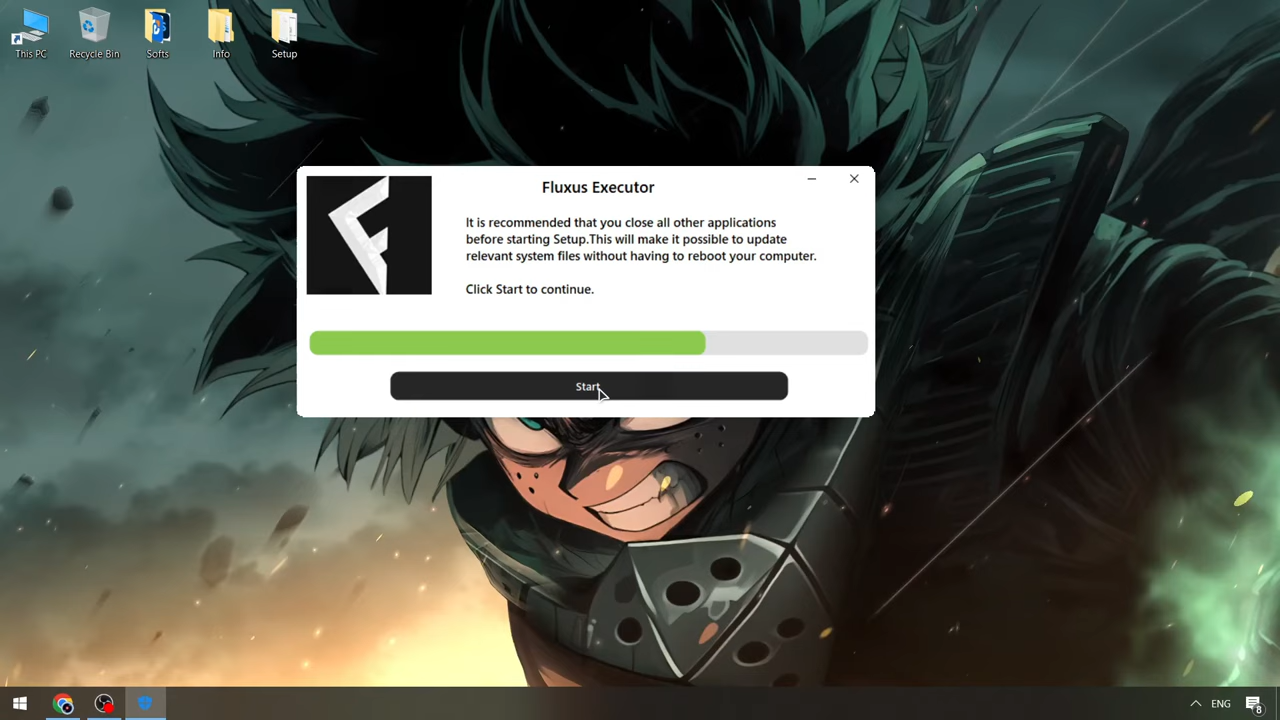 This PC
Recycle Bin
Softs
Info
Setup
Fluxus Executor
It is recommended that you close all other applications
before starting Setup.This will make it possible to update
relevant system files without having to reboot your computer.
Click Start to continue.
Start
ENG
8